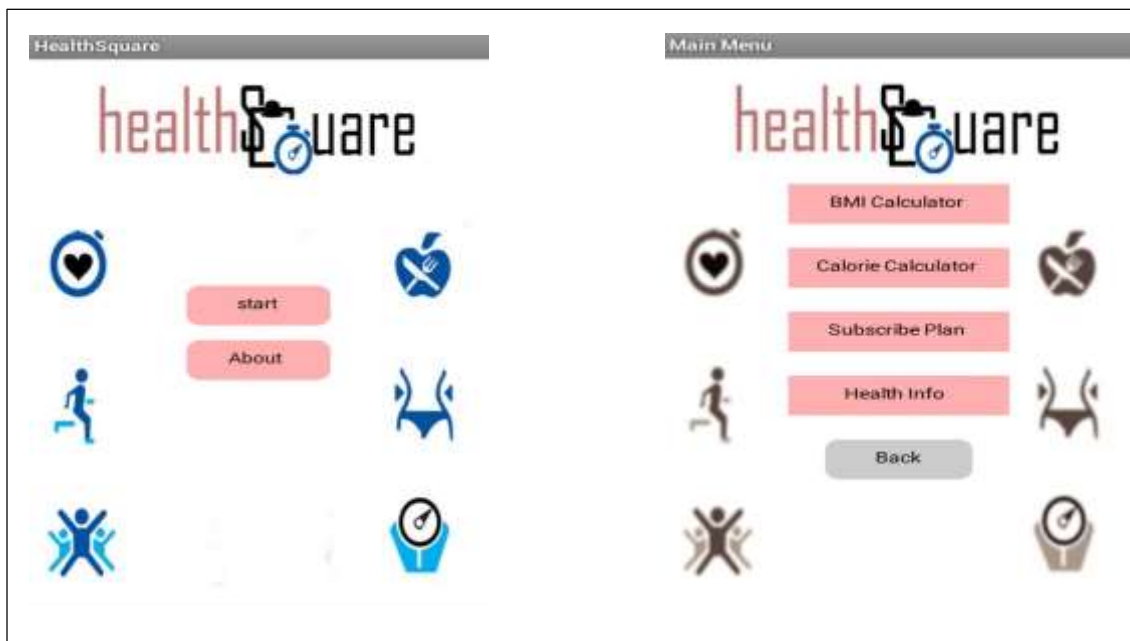 HealthSquare
healthSquare
start
About
Main Menu
healthSquare
BMI Calculator
Calorie Calculator
Subscribe Plan
Health Info
Back